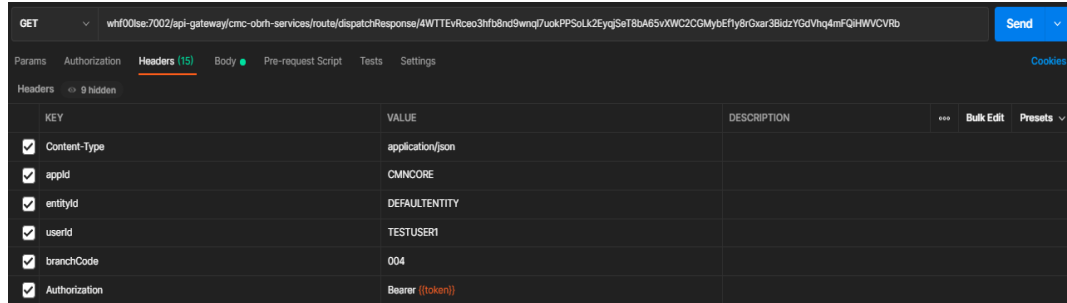 GET whf00lse:7002/api-gateway/cmc-obrh-services/route/dispatchResponse/4WTTEvRceo3hfb8nd9wnql7uokPPSoLk2EyqjSeT8bA65vXWC2CGMybEf1y8rGxar3BidzYGdVhq4mFQiHWVCVRb Send
Params Authorization Headers (15) Body Pre-request Script Tests Settings Cookies
Headers 9 hidden
KEY VALUE DESCRIPTION ooo Bulk Edit Presets
Content-Type application/json
appId CMNCORE
entityId DEFAULTENTITY
userId TESTUSER1
branchCode 004
Authorization Bearer {{token}}